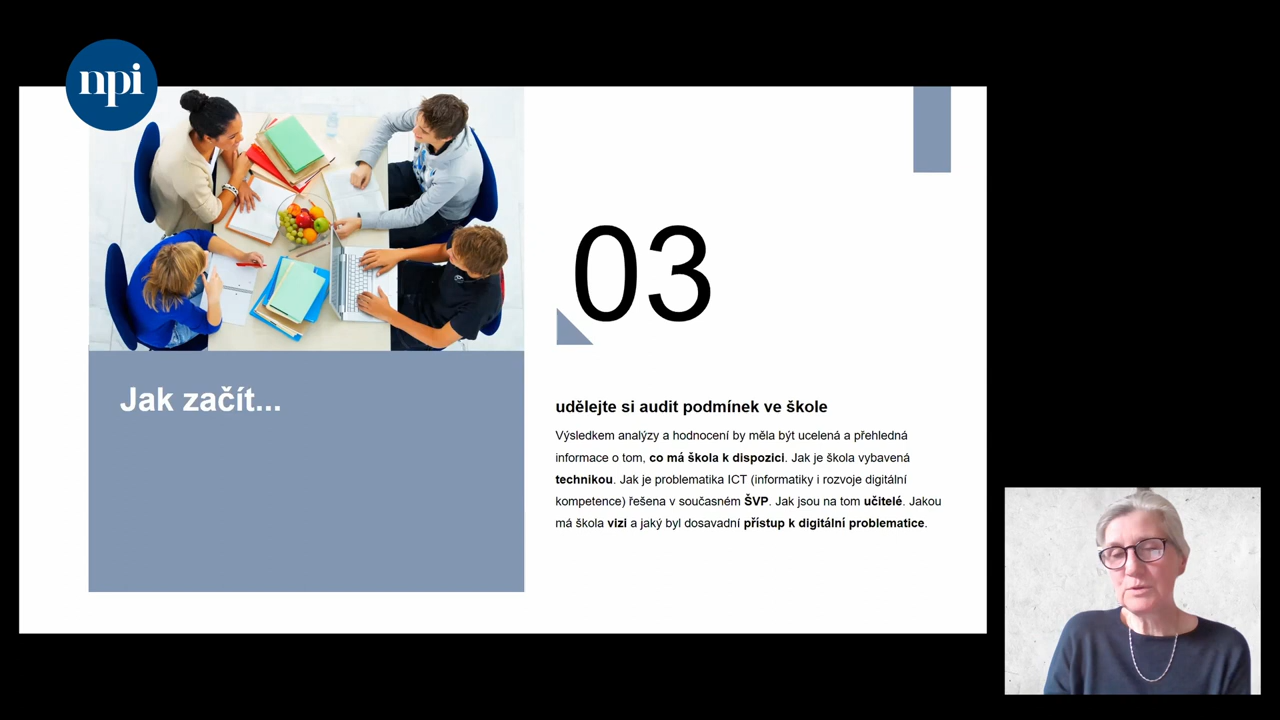 npi
Jak začít...
03
udělejte si audit podmínek ve škole
Výsledkem analýzy a hodnocení by měla být ucelená a přehledná
informace o tom, co má škola k dispozici. Jak je škola vybavená
technikou. Jak je problematika ICT (informatiky i rozvoje digitální
kompetence) řešena v současném ŠVP. Jak jsou na tom učitelé. Jakou
má škola vizi a jaký byl dosavadní přístup k digitální problematice.